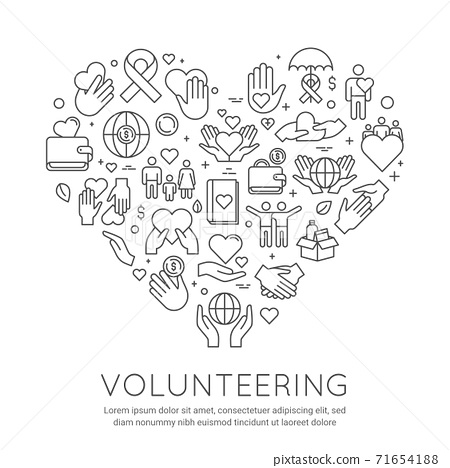 VOLUNTEERING
Lorem ipsum dolor sit amet, consectetuer adipiscing elit, sed
diam nonummy nibh euismod tincidunt ut laoreet dolore
71654188